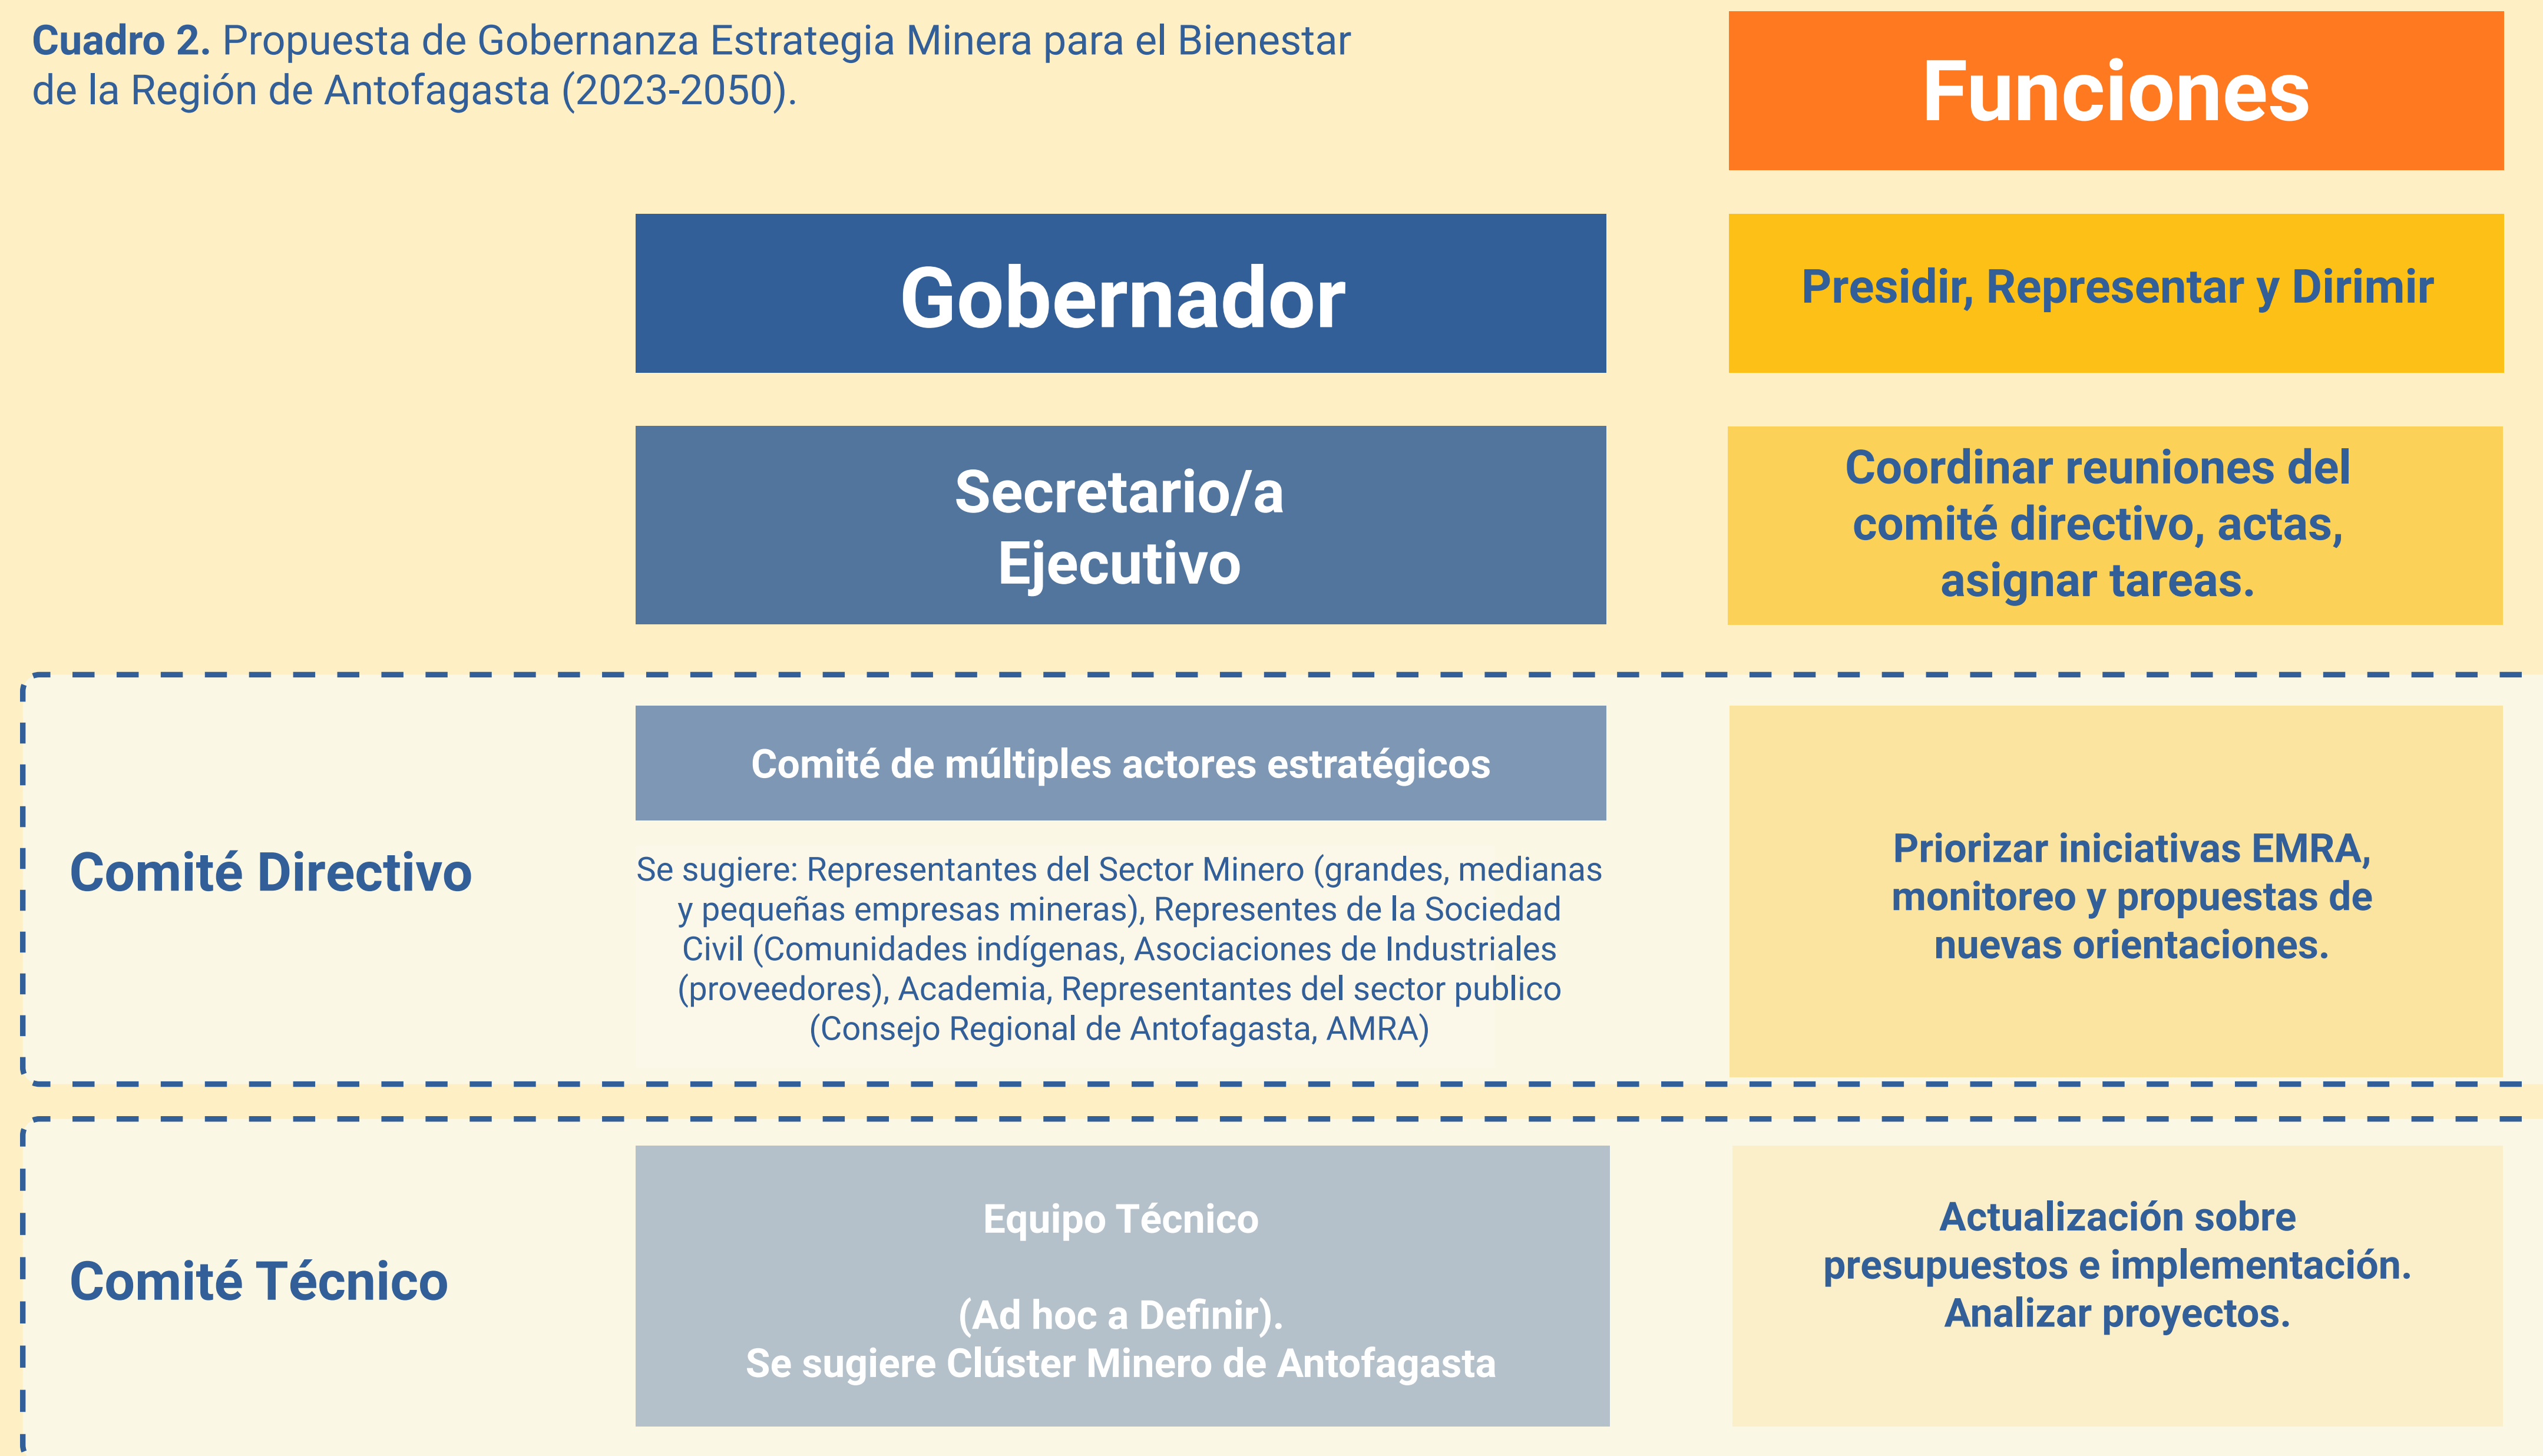 Cuadro 2. Propuesta de Gobernanza Estrategia Minera para el Bienestar
de la Región de Antofagasta (2023-2050).
Funciones
Gobernador
Presidir, Representar y Dirimir
Secretario/a
Ejecutivo
Coordinar reuniones del
comité directivo, actas,
asignar tareas.
Comité Directivo
Comité de múltiples actores estratégicos
Se sugiere: Representantes del Sector Minero (grandes, medianas
y pequeñas empresas mineras), Representes de la Sociedad
Civil (Comunidades indígenas, Asociaciones de Industriales
(proveedores), Academia, Representantes del sector publico
(Consejo Regional de Antofagasta, AMRA)
Priorizar iniciativas EMRA,
monitoreo y propuestas de
nuevas orientaciones.
Comité Técnico
Equipo Técnico
(Ad hoc a Definir).
Se sugiere Clúster Minero de Antofagasta
Actualización sobre
presupuestos e implementación.
Analizar proyectos.